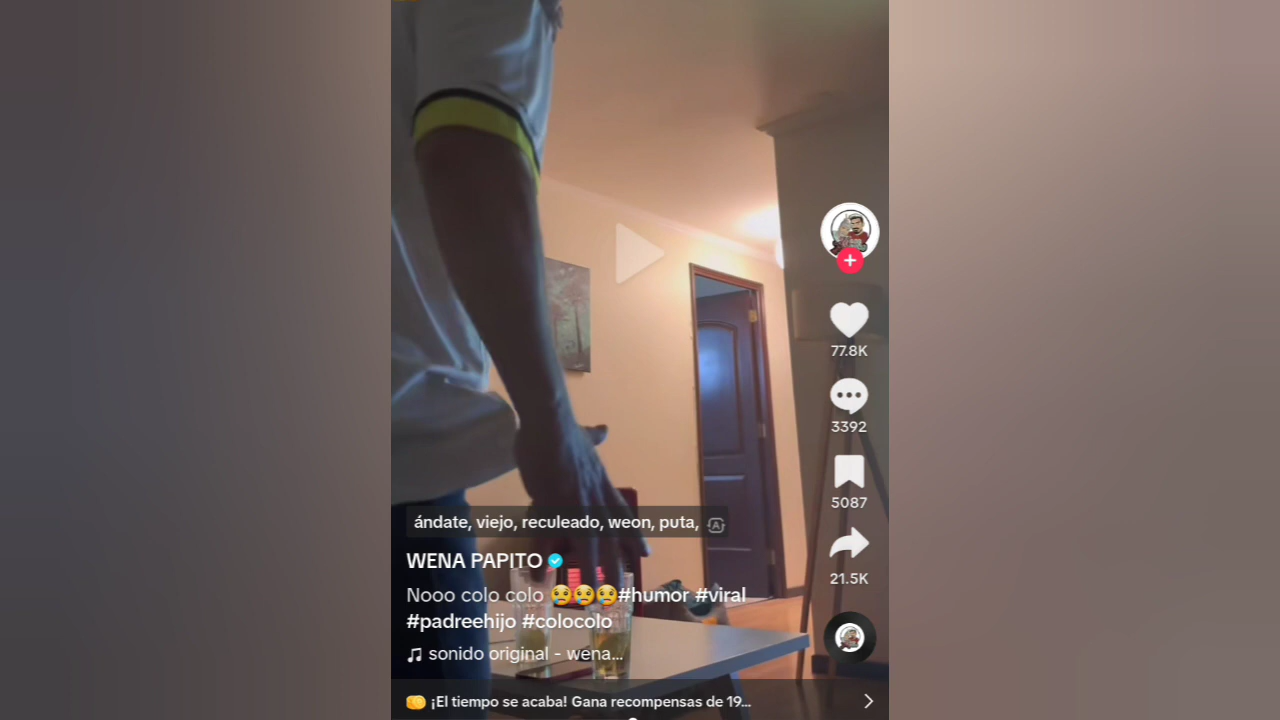 77.8K
3392
5087
21.5K
ándate, viejo, reculeado, weon, puta,
WENA PAPITO
Nooo colo colo 😢😢😢#humor #viral
#padreehijo #colocolo
sonido original - wena...
¡El tiempo se acaba! Gana recompensas de 19...